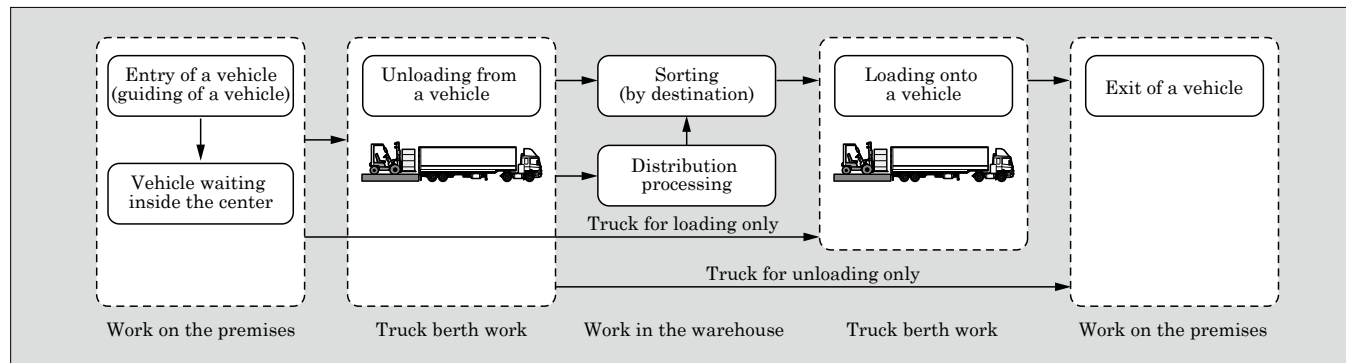 Entry of a vehicle
(guiding of a vehicle)
Vehicle waiting
inside the center
Unloading from
a vehicle
Sorting
(by destination)
Distribution
processing
Loading onto
a vehicle
Exit of a vehicle
Truck for loading only
Truck for unloading only
Work on the premises
Truck berth work
Work in the warehouse
Truck berth work
Work on the premises